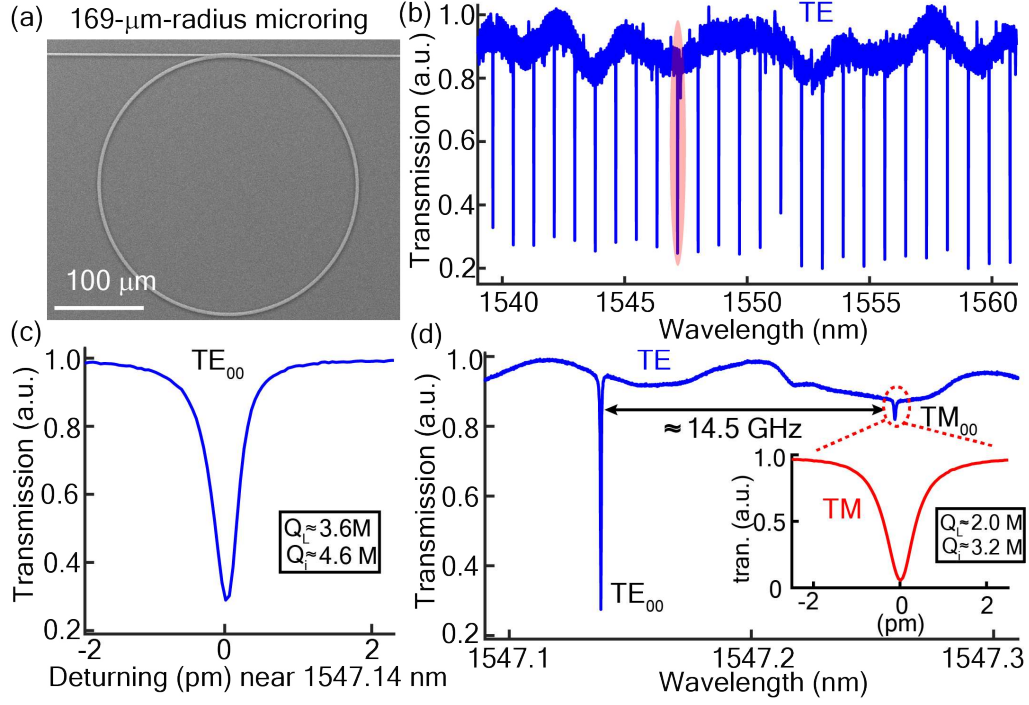 (a) 169-μm-radius microring
100 μm
(b)
TE
Transmission (a.u.)
1.0
0.8
0.6
0.4
0.2
1540 1545 1550 1555 1560
Wavelength (nm)
(c)
TE00
Transmission (a.u.)
1.0
0.8
0.6
0.4
0.2
QL≈3.6M
Qi≈4.6 M
-2 0 2
Deturning (pm) near 1547.14 nm
(d)
TE
Transmission (a.u.)
1.0
0.8
0.6
0.4
0.2
≈ 14.5 GHz
TM00
TE00
tran. (a.u.)
1.0
0.5
0
TM
QL≈2.0 M
Qi≈3.2 M
-2 0 2
(pm)
1547.1 1547.2 1547.3
Wavelength (nm)